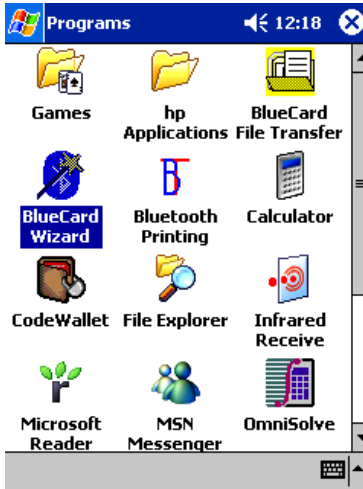 Programs 12:18
Games
hp
Applications
BlueCard
File Transfer
BlueCard
Wizard
Bluetooth
Printing
Calculator
CodeWallet
File Explorer
Infrared
Receive
Microsoft
Reader
MSN
Messenger
OmniSolve